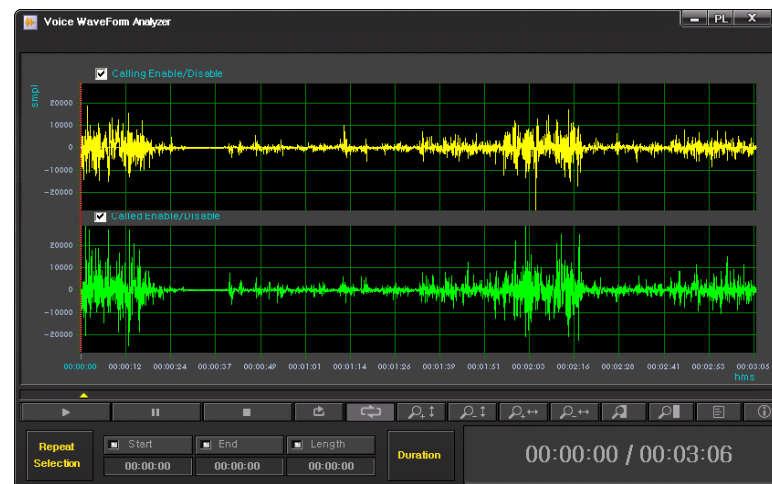 Voice WaveForm Analyzer
PL X
Calling Enable/Disable
smpl
20000
10000
0
-10000
-20000
Called Enable/Disable
20000
10000
0
-10000
-20000
00:00:00 00:00:12 00:00:24 00:00:37 00:00:49 00:01:01 00:01:14 00:01:26 00:01:39 00:01:51 00:02:03 00:02:16 00:02:28 00:02:41 00:02:53 00:03:05
hms
Repeat Selection
Start End Length
00:00:00 00:00:00 00:00:00
Duration
00:00:00 / 00:03:06